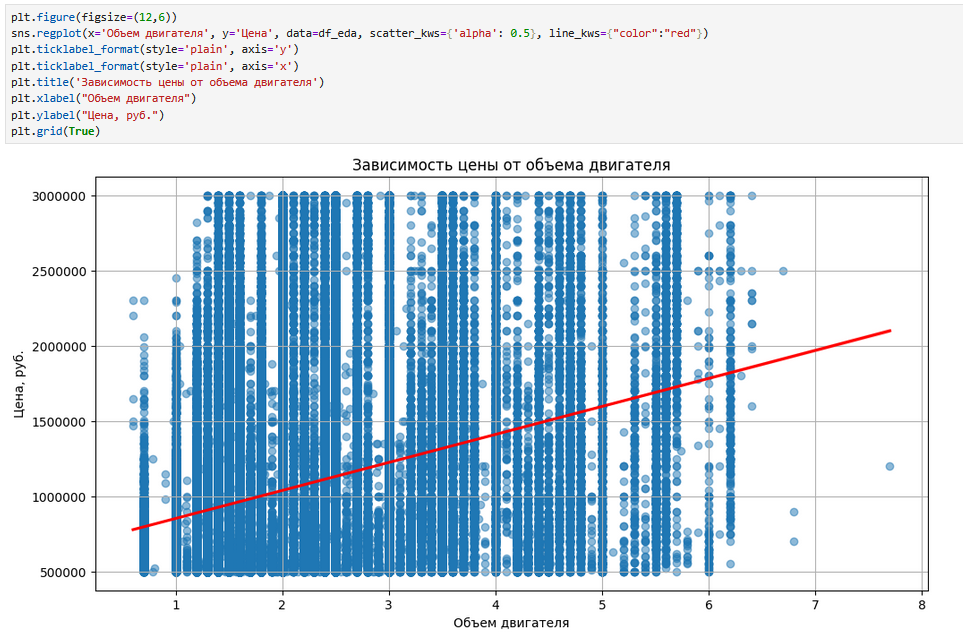 plt.figure(figsize=(12,6))
sns.regplot(x='Объем двигателя', y='Цена', data=df_eda, scatter_kws={'alpha': 0.5}, line_kws={"color":"red"})
plt.ticklabel_format(style='plain', axis='y')
plt.ticklabel_format(style='plain', axis='x')
plt.title('Зависимость цены от объема двигателя')
plt.xlabel("Объем двигателя")
plt.ylabel("Цена, руб.")
plt.grid(True)
Зависимость цены от объема двигателя
3000000
2500000
2000000
1500000
1000000
500000
Цена, руб.
1 2 3 4 5 6 7 8
Объем двигателя